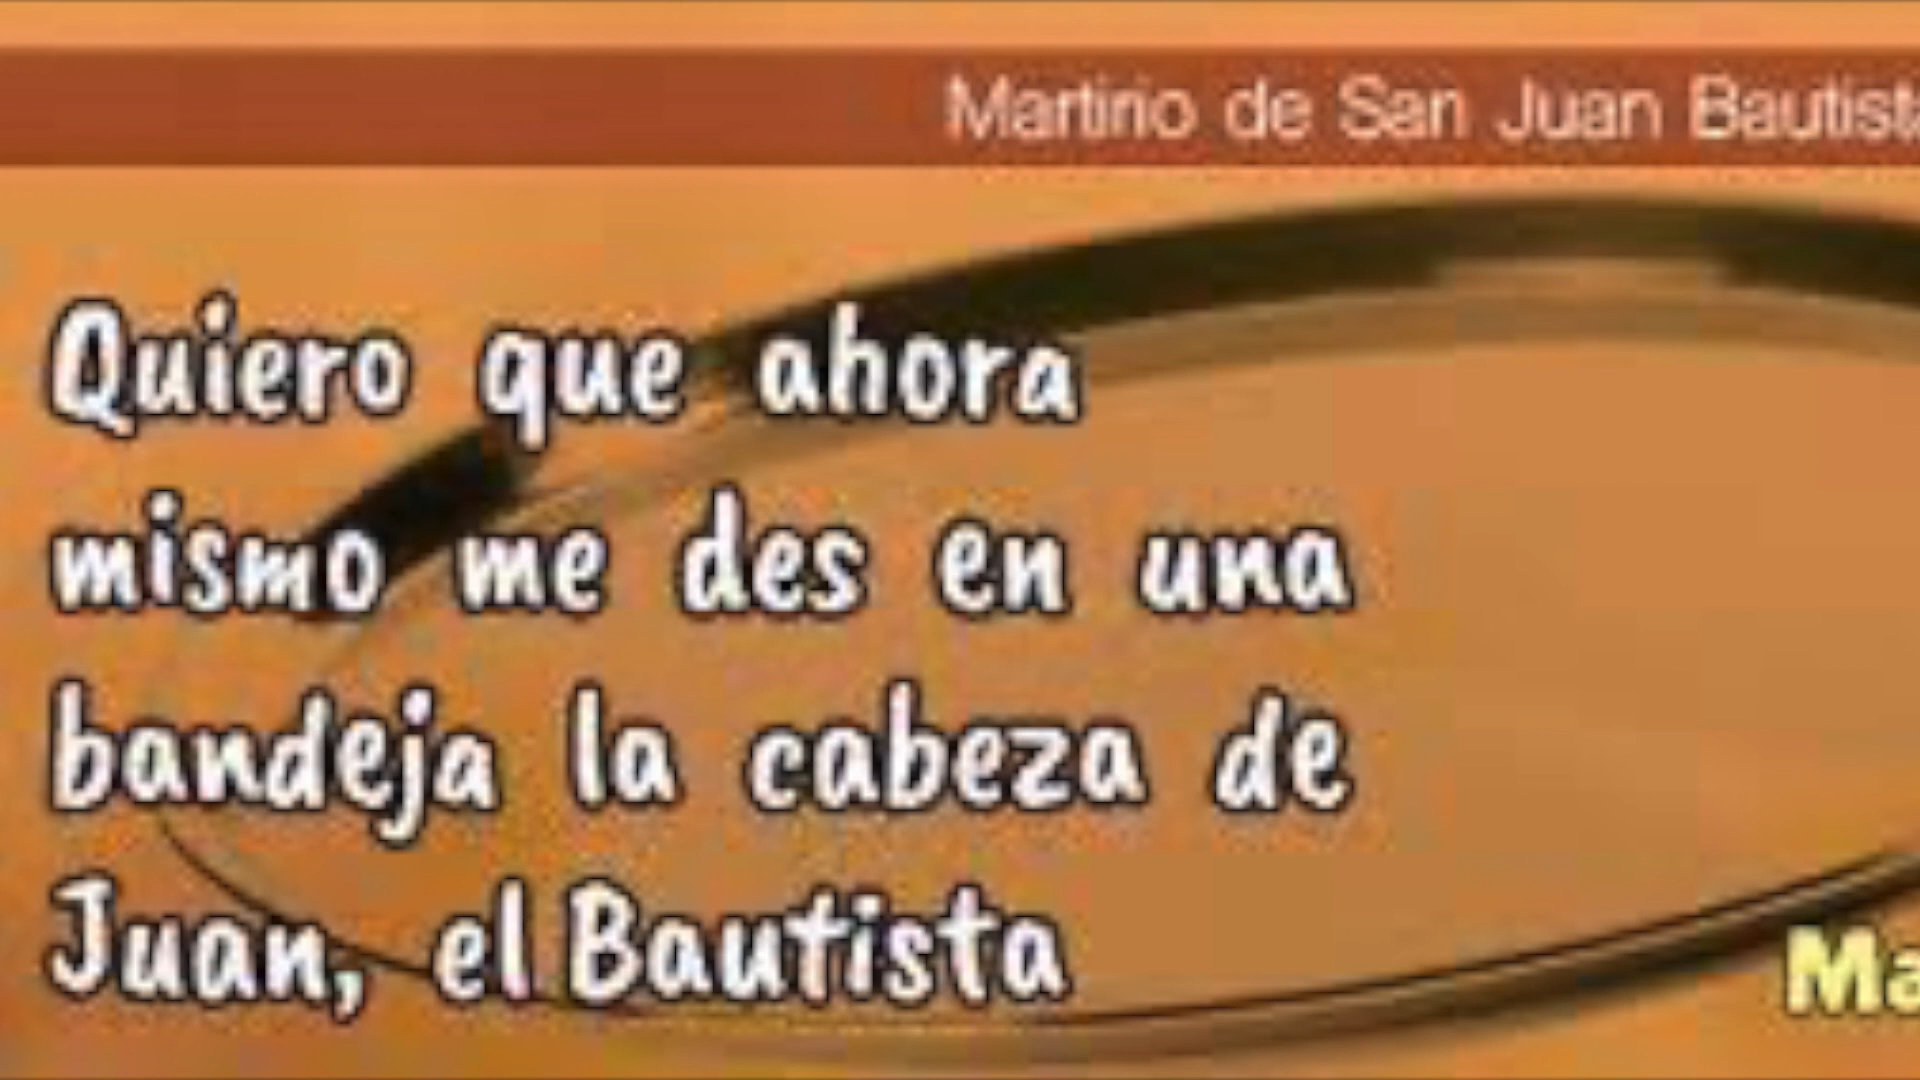 Martirio de San Juan Bautista
Quiero que ahora
mismo me des en una
bandeja la cabeza de
Juan, el Bautista